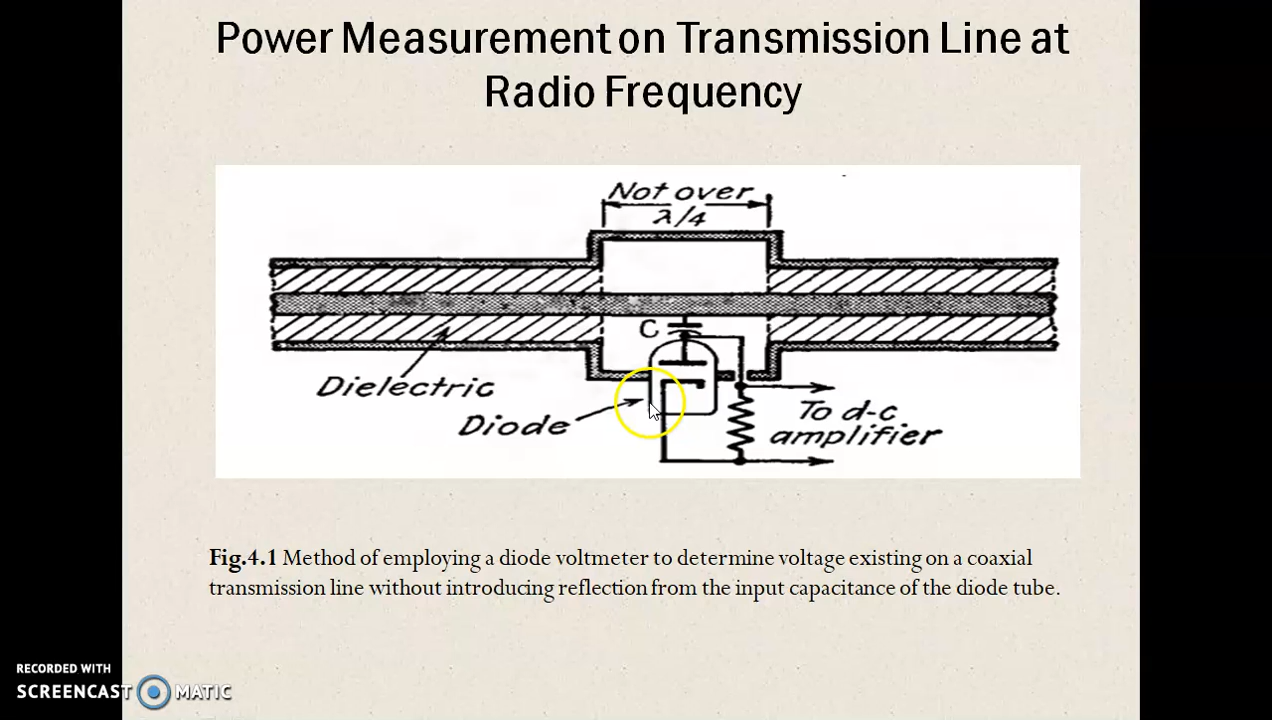 Power Measurement on Transmission Line at
Radio Frequency
Not over
λ/4
C
Dielectric
Diode
To d-c
amplifier
Fig.4.1 Method of employing a diode voltmeter to determine voltage existing on a coaxial
transmission line without introducing reflection from the input capacitance of the diode tube.
RECORDED WITH
SCREENCAST MATIC